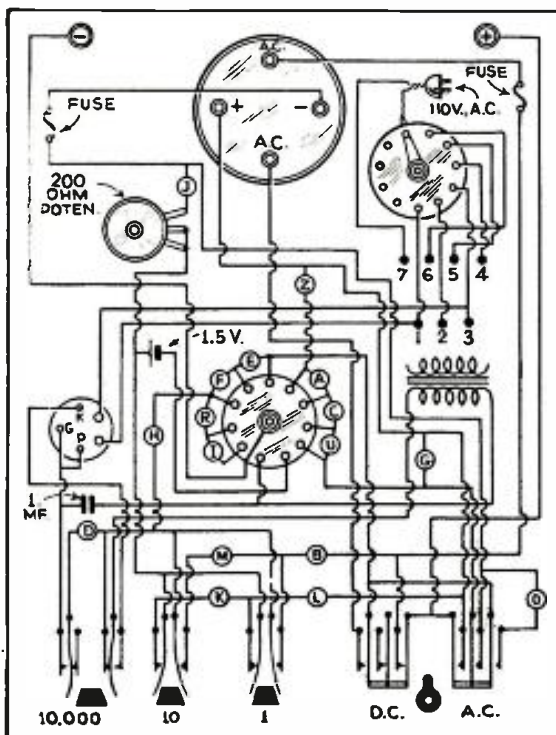 − +
A.C.
+ −
A.C.
FUSE
FUSE
110V., A.C.
200
OHM
POTEN.
J
7 6 5 4
1 2 3
Z
-1.5 V.
E
F
A
R
C
I
U
K
G
P
H
G
1
MF.
D
M
B
K
L
O
10,000 10 1 D.C. A.C.